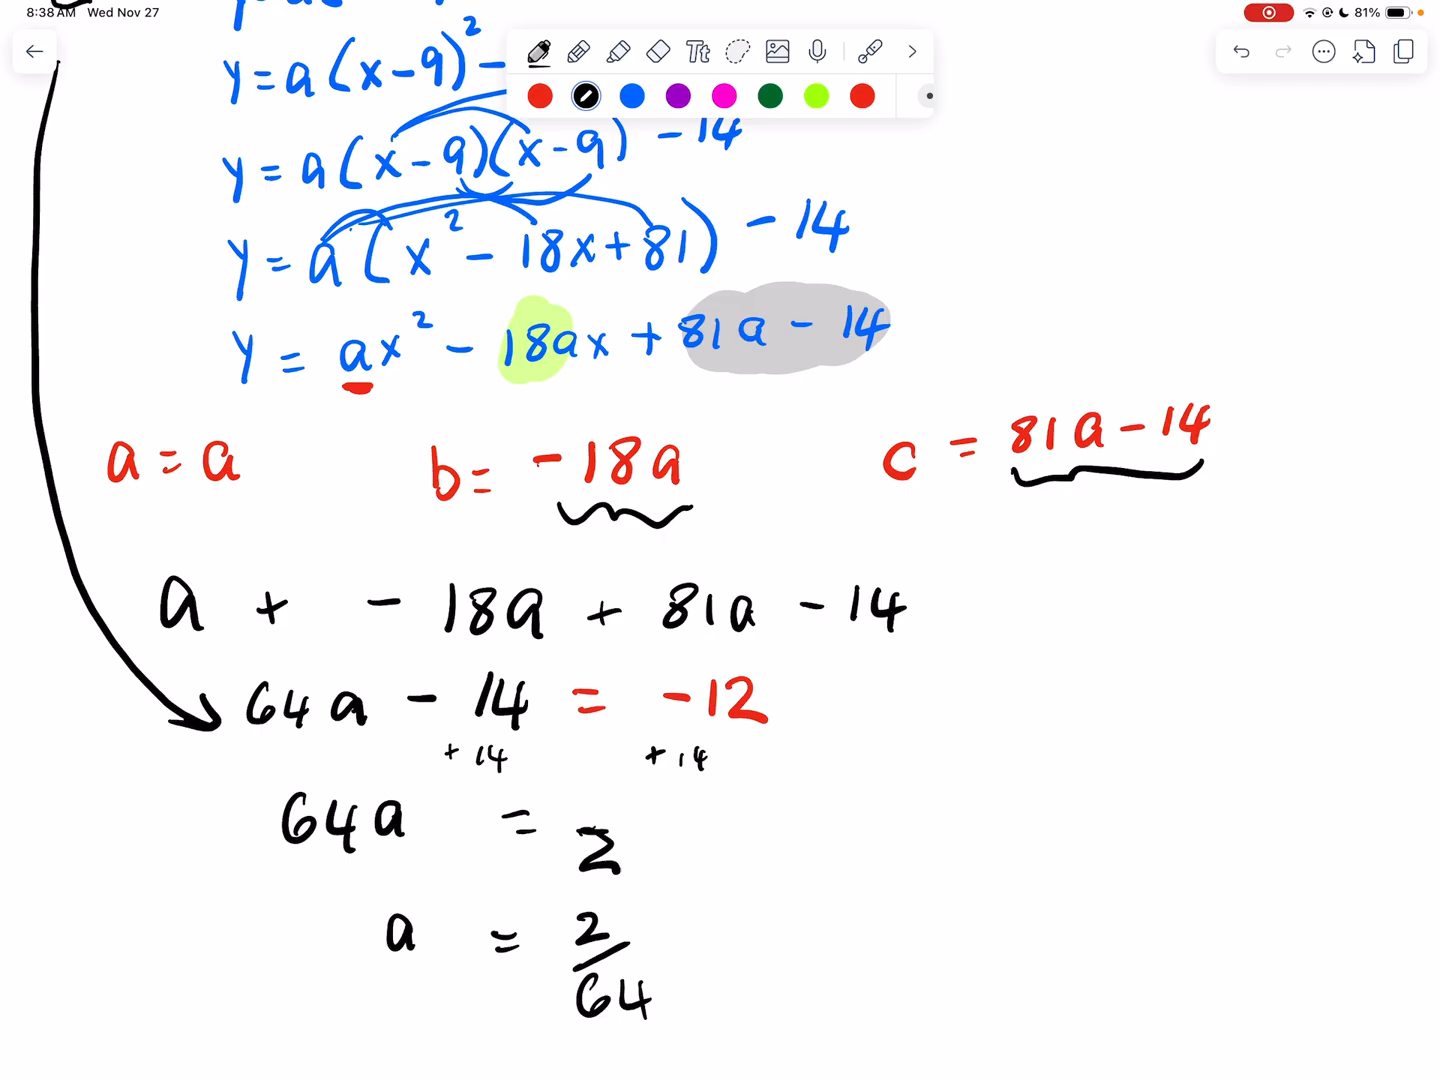 8:38 AM Wed Nov 27
81%
Tt
y = a(x-9)² -
y = a(x-9)(x-9) - 14
y = a(x² - 18x + 81) - 14
y = ax² - 18ax + 81a - 14
a = a b = -18a c = 81a - 14
a + - 18a + 81a - 14
64a - 14 = -12
+ 14 + 14
64a = 2
a = 2/64